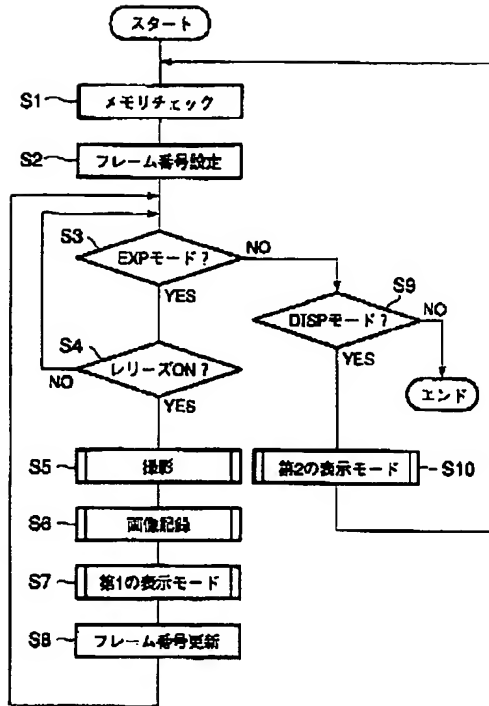 スタート
S1
メモリチェック
S2
フレーム番号設定
S3
EXPモード?
NO
YES
S9
DISPモード?
NO
YES
S4
レリーズON?
NO
YES
エンド
S5
撮影
第2の表示モード
S10
S6
画像記録
S7
第1の表示モード
S8
フレーム番号更新